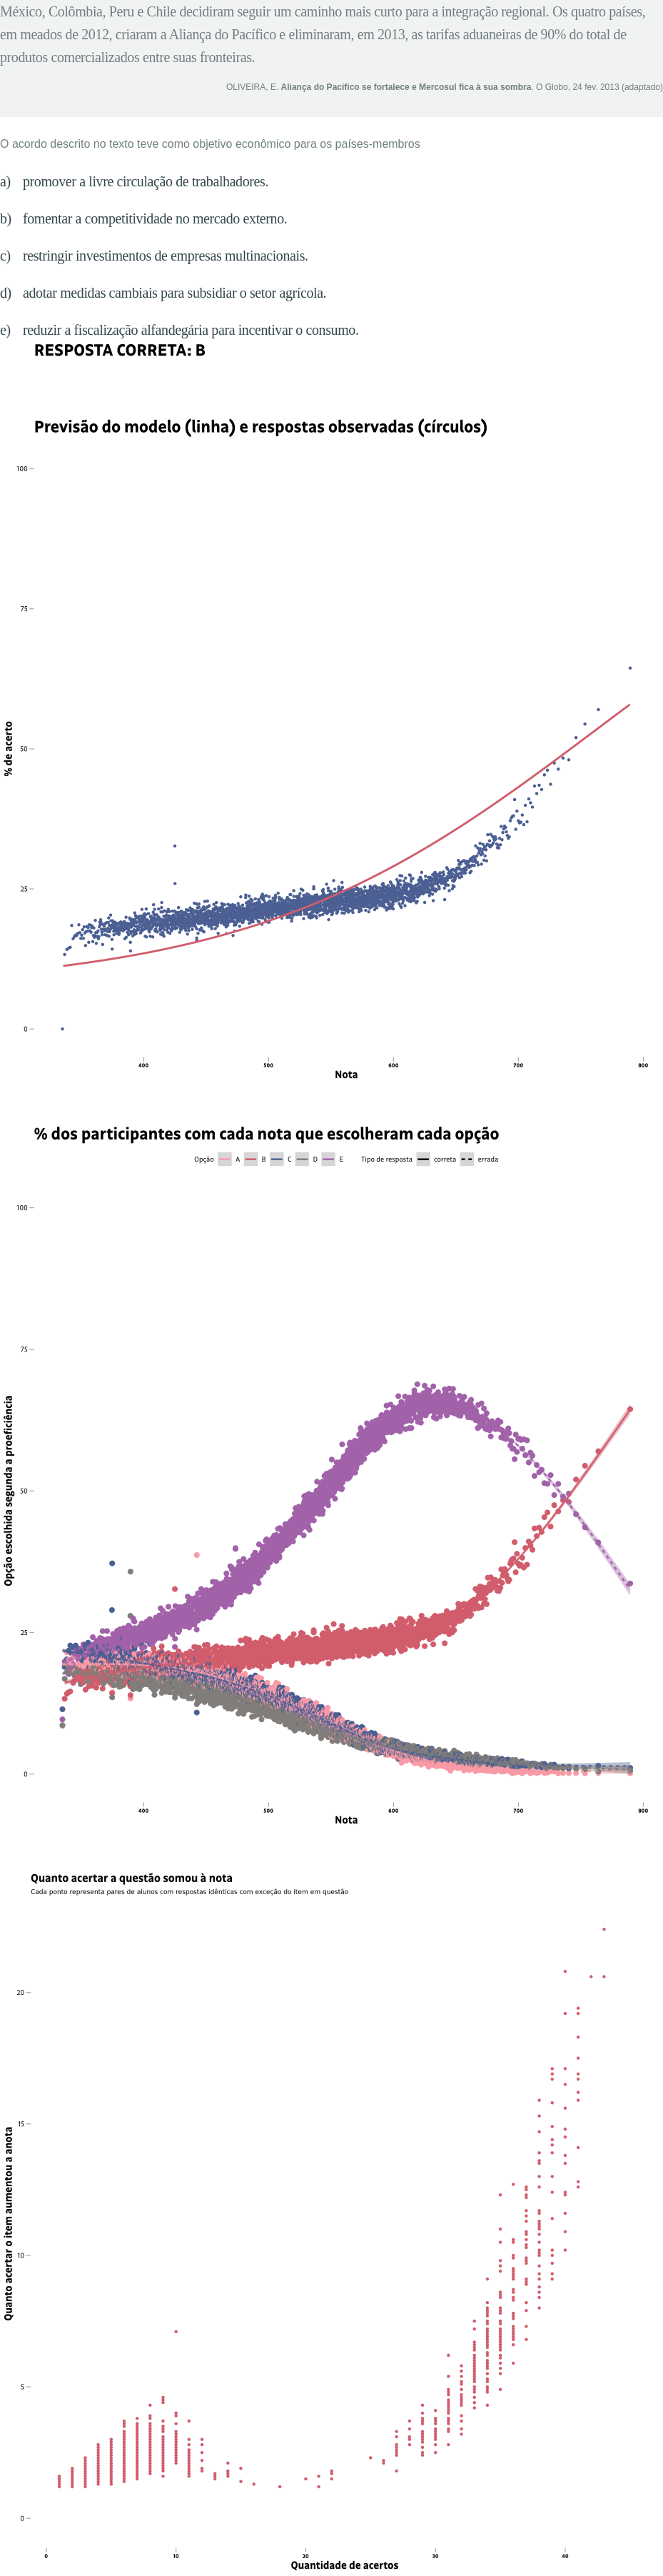 México, Colômbia, Peru e Chile decidiram seguir um caminho mais curto para a integração regional. Os quatro países,
em meados de 2012, criaram a Aliança do Pacífico e eliminaram, em 2013, as tarifas aduaneiras de 90% do total de
produtos comercializados entre suas fronteiras.
OLIVEIRA, E. Aliança do Pacífico se fortalece e Mercosul fica à sua sombra. O Globo, 24 fev. 2013 (adaptado)
O acordo descrito no texto teve como objetivo econômico para os países-membros
a) promover a livre circulação de trabalhadores.
b) fomentar a competitividade no mercado externo.
c) restringir investimentos de empresas multinacionais.
d) adotar medidas cambiais para subsidiar o setor agrícola.
e) reduzir a fiscalização alfandegária para incentivar o consumo.
RESPOSTA CORRETA: B
Previsão do modelo (linha) e respostas observadas (círculos)
100
75
50
25
0
% de acerto
400 500 600 700 800
Nota
% dos participantes com cada nota que escolheram cada opção
Opção A B C D E Tipo de resposta correta errada
100
75
50
25
0
Opção escolhida segunda a proeficiência
400 500 600 700 800
Nota
Quanto acertar a questão somou à nota
Cada ponto representa pares de alunos com respostas idênticas com exceção do item em questão
20
15
10
5
0
Quanto acertar o item aumentou a anota
0 10 20 30 40
Quantidade de acertos